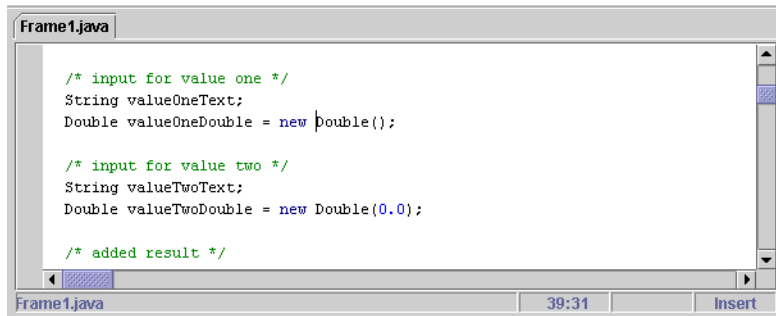 Frame1.java
/* input for value one */
String valueOneText;
Double valueOneDouble = new Double();
/* input for value two */
String valueTwoText;
Double valueTwoDouble = new Double(0.0);
/* added result */
Frame1.java 39:31 Insert